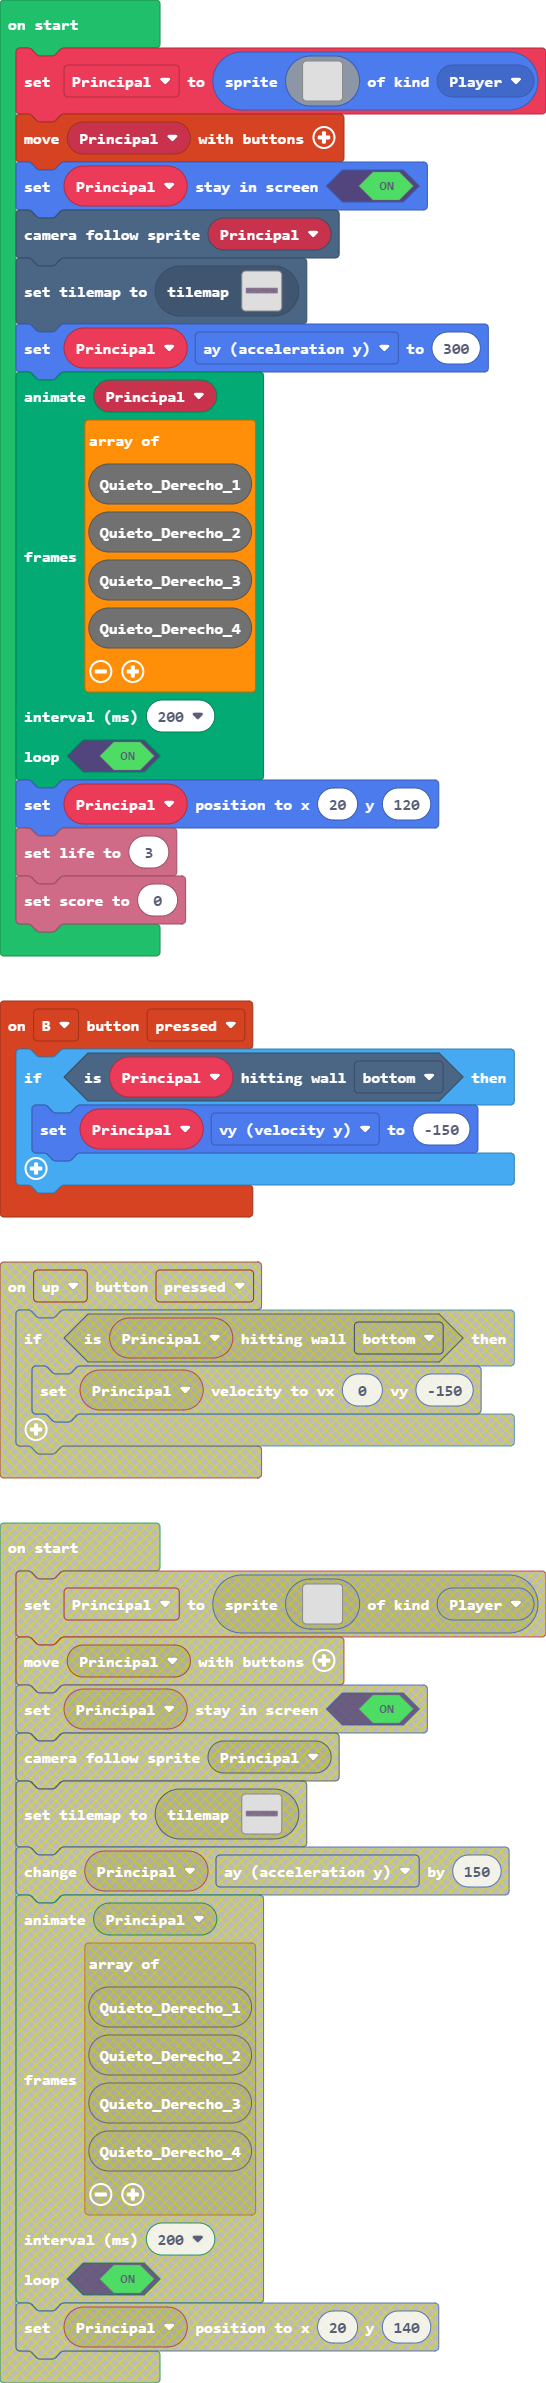 on start
set Principal to sprite of kind Player
move Principal with buttons
set Principal stay in screen ON
camera follow sprite Principal
set tilemap to tilemap
set Principal ay (acceleration y) to 300
animate Principal
array of
Quieto_Derecho_1
Quieto_Derecho_2
frames
Quieto_Derecho_3
Quieto_Derecho_4
interval (ms) 200
loop ON
set Principal position to x 20 y 120
set life to 3
set score to 0
on B button pressed
if is Principal hitting wall bottom then
set Principal vy (velocity y) to -150
on up button pressed
if is Principal hitting wall bottom then
set Principal velocity to vx 0 vy -150
on start
set Principal to sprite of kind Player
move Principal with buttons
set Principal stay in screen ON
camera follow sprite Principal
set tilemap to tilemap
change Principal ay (acceleration y) by 150
animate Principal
array of
Quieto_Derecho_1
Quieto_Derecho_2
frames
Quieto_Derecho_3
Quieto_Derecho_4
interval (ms) 200
loop ON
set Principal position to x 20 y 140